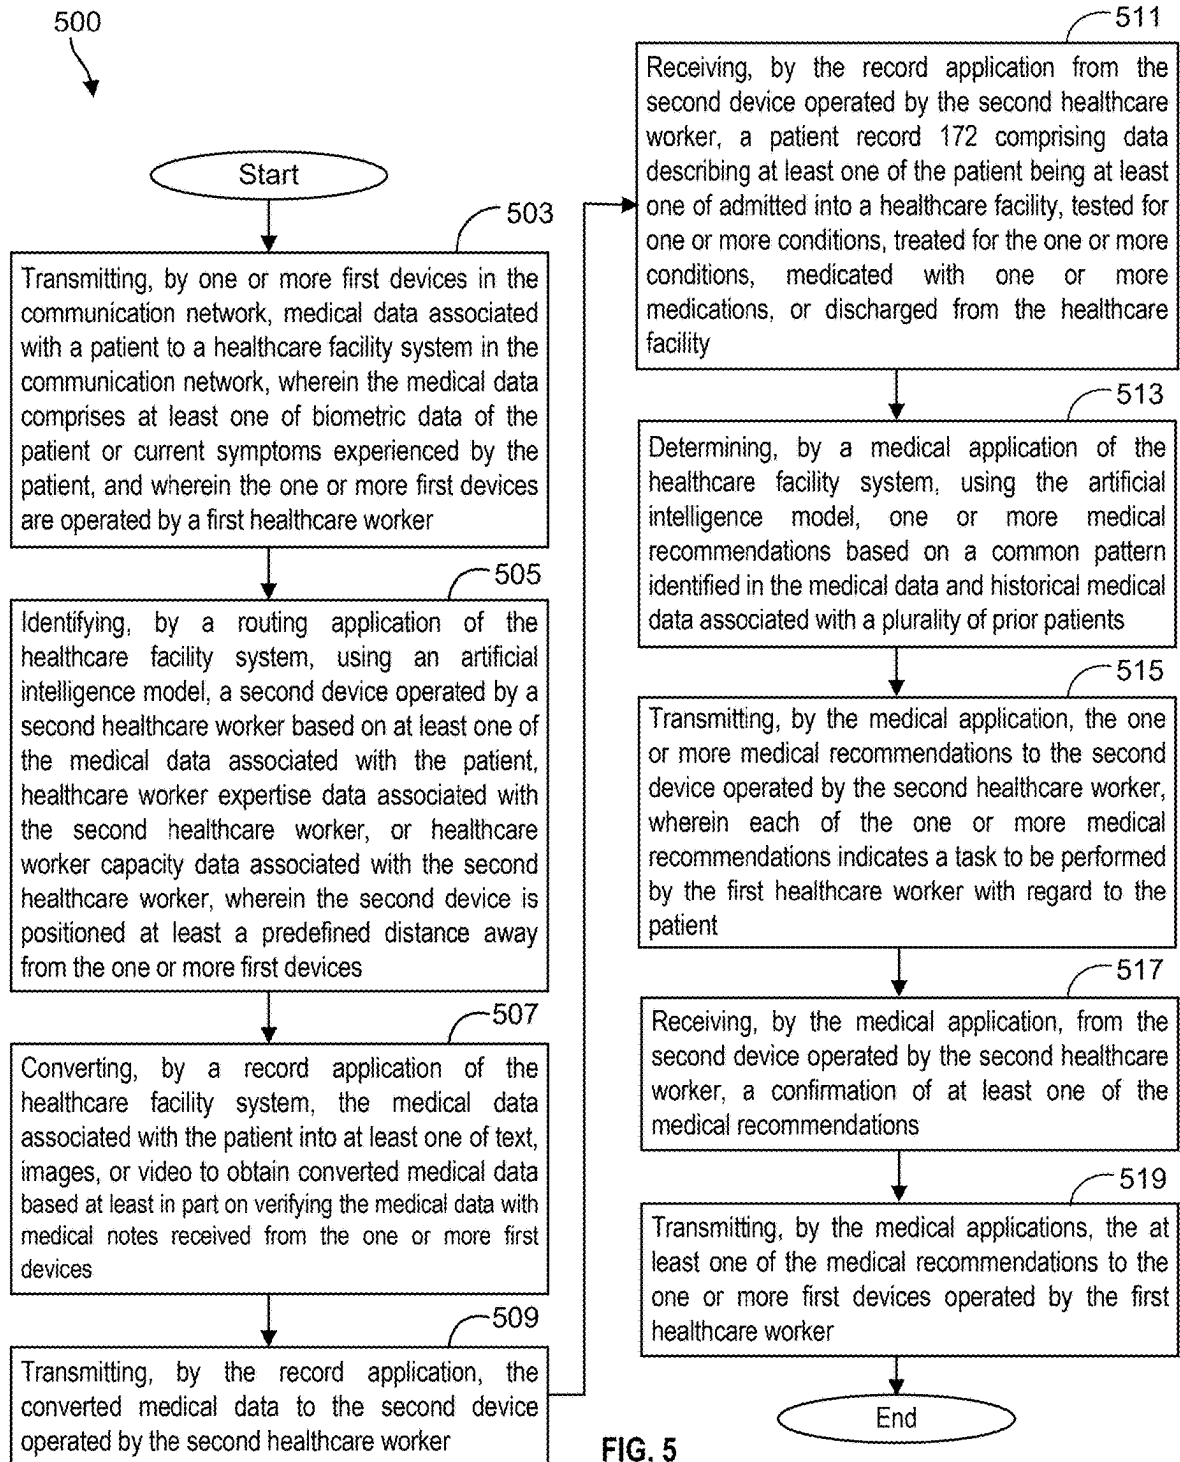 500
Start
503
Transmitting, by one or more first devices in the
communication network, medical data associated
with a patient to a healthcare facility system in the
communication network, wherein the medical data
comprises at least one of biometric data of the
patient or current symptoms experienced by the
patient, and wherein the one or more first devices
are operated by a first healthcare worker
505
Identifying, by a routing application of the
healthcare facility system, using an artificial
intelligence model, a second device operated by a
second healthcare worker based on at least one of
the medical data associated with the patient,
healthcare worker expertise data associated with
the second healthcare worker, or healthcare
worker capacity data associated with the second
healthcare worker, wherein the second device is
positioned at least a predefined distance away
from the one or more first devices
507
Converting, by a record application of the
healthcare facility system, the medical data
associated with the patient into at least one of text,
images, or video to obtain converted medical data
based at least in part on verifying the medical data with
medical notes received from the one or more first
devices
509
Transmitting, by the record application, the
converted medical data to the second device
operated by the second healthcare worker
511
Receiving, by the record application from the
second device operated by the second healthcare
worker, a patient record 172 comprising data
describing at least one of the patient being at least
one of admitted into a healthcare facility, tested for
one or more conditions, treated for the one or more
conditions, medicated with one or more
medications, or discharged from the healthcare
facility
513
Determining, by a medical application of the
healthcare facility system, using the artificial
intelligence model, one or more medical
recommendations based on a common pattern
identified in the medical data and historical medical
data associated with a plurality of prior patients
515
Transmitting, by the medical application, the one
or more medical recommendations to the second
device operated by the second healthcare worker,
wherein each of the one or more medical
recommendations indicates a task to be performed
by the first healthcare worker with regard to the
patient
517
Receiving, by the medical application, from the
second device operated by the second healthcare
worker, a confirmation of at least one of the
medical recommendations
519
Transmitting, by the medical applications, the at
least one of the medical recommendations to the
one or more first devices operated by the first
healthcare worker
End
FIG. 5